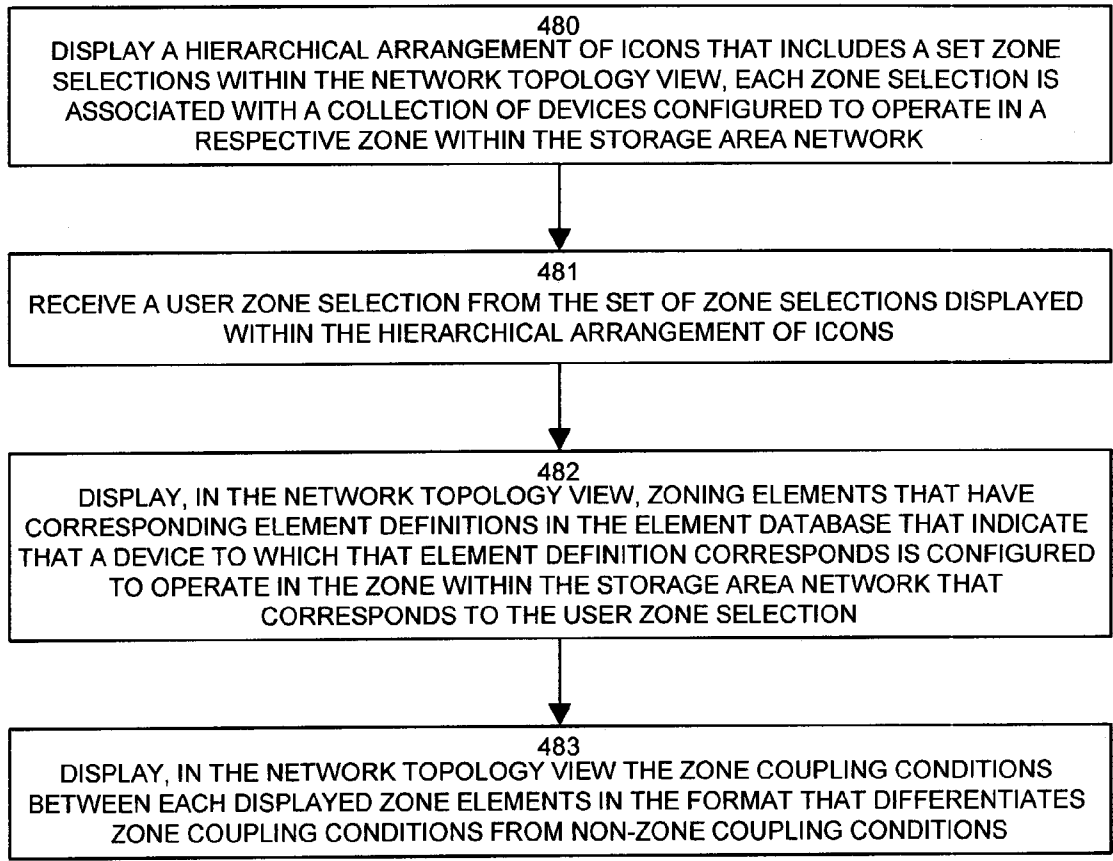 480
DISPLAY A HIERARCHICAL ARRANGEMENT OF ICONS THAT INCLUDES A SET ZONE
SELECTIONS WITHIN THE NETWORK TOPOLOGY VIEW, EACH ZONE SELECTION IS
ASSOCIATED WITH A COLLECTION OF DEVICES CONFIGURED TO OPERATE IN A
RESPECTIVE ZONE WITHIN THE STORAGE AREA NETWORK
481
RECEIVE A USER ZONE SELECTION FROM THE SET OF ZONE SELECTIONS DISPLAYED
WITHIN THE HIERARCHICAL ARRANGEMENT OF ICONS
482
DISPLAY, IN THE NETWORK TOPOLOGY VIEW, ZONING ELEMENTS THAT HAVE
CORRESPONDING ELEMENT DEFINITIONS IN THE ELEMENT DATABASE THAT INDICATE
THAT A DEVICE TO WHICH THAT ELEMENT DEFINITION CORRESPONDS IS CONFIGURED
TO OPERATE IN THE ZONE WITHIN THE STORAGE AREA NETWORK THAT
CORRESPONDS TO THE USER ZONE SELECTION
483
DISPLAY, IN THE NETWORK TOPOLOGY VIEW THE ZONE COUPLING CONDITIONS
BETWEEN EACH DISPLAYED ZONE ELEMENTS IN THE FORMAT THAT DIFFERENTIATES
ZONE COUPLING CONDITIONS FROM NON-ZONE COUPLING CONDITIONS